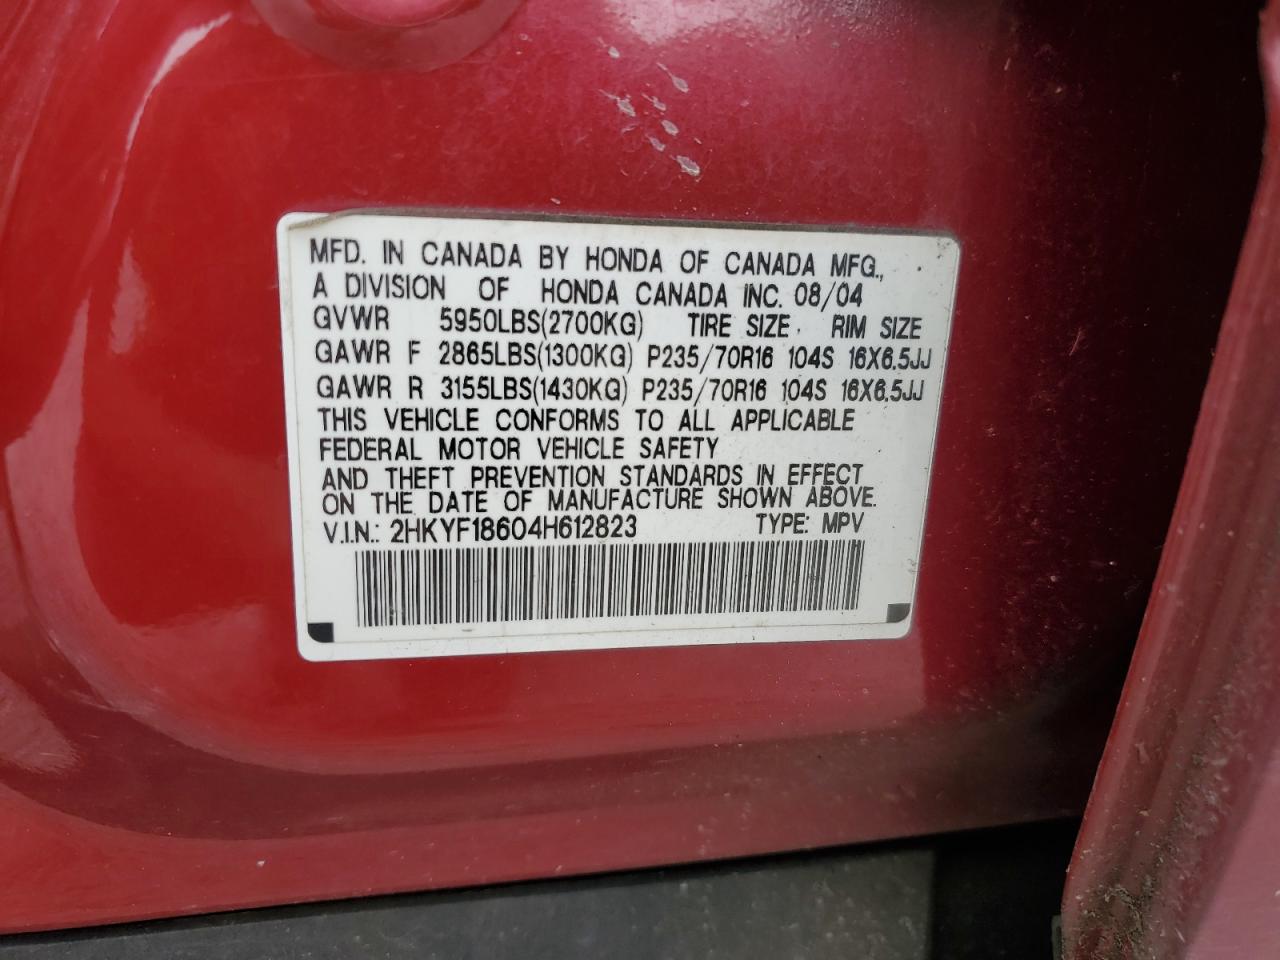 MFD. IN CANADA BY HONDA OF CANADA MFG.,
A DIVISION OF HONDA CANADA INC. 08/04
GVWR 5950LBS(2700KG) TIRE SIZE RIM SIZE
GAWR F 2865LBS(1300KG) P235/70R16 104S 16X6.5JJ
GAWR R 3155LBS(1430KG) P235/70R16 104S 16X6.5JJ
THIS VEHICLE CONFORMS TO ALL APPLICABLE
FEDERAL MOTOR VEHICLE SAFETY
AND THEFT PREVENTION STANDARDS IN EFFECT
ON THE DATE OF MANUFACTURE SHOWN ABOVE.
V.I.N.: 2HKYF18604H612823 TYPE: MPV